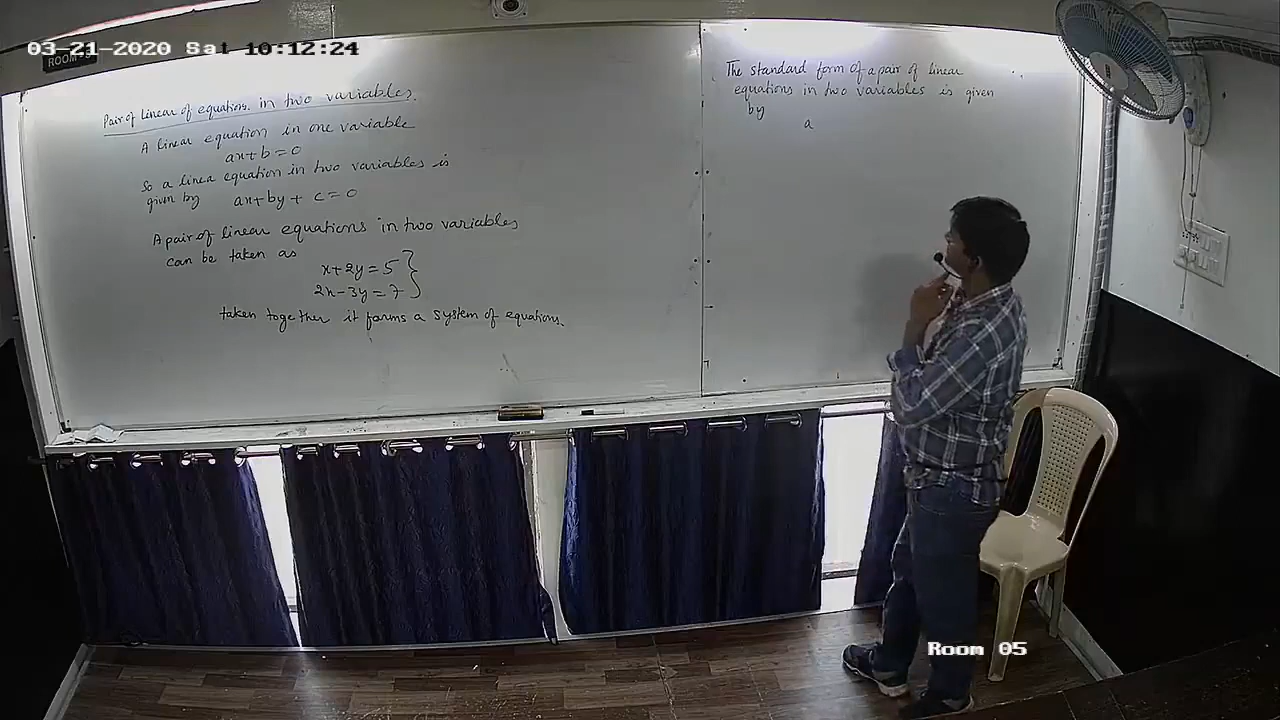 03-21-2020 Sat 10:12:24
ROOM
Pair of Linear of equations in two variables.
A linear equation in one variable
ax+b=0
So a linear equation in two variables is
given by ax+by+c=0
A pair of linear equations in two variables
can be taken as
x+2y=5
2x-3y=7
taken together it forms a system of equations.
The standard form of a pair of linear
equations in two variables is given
by
a
Room 05